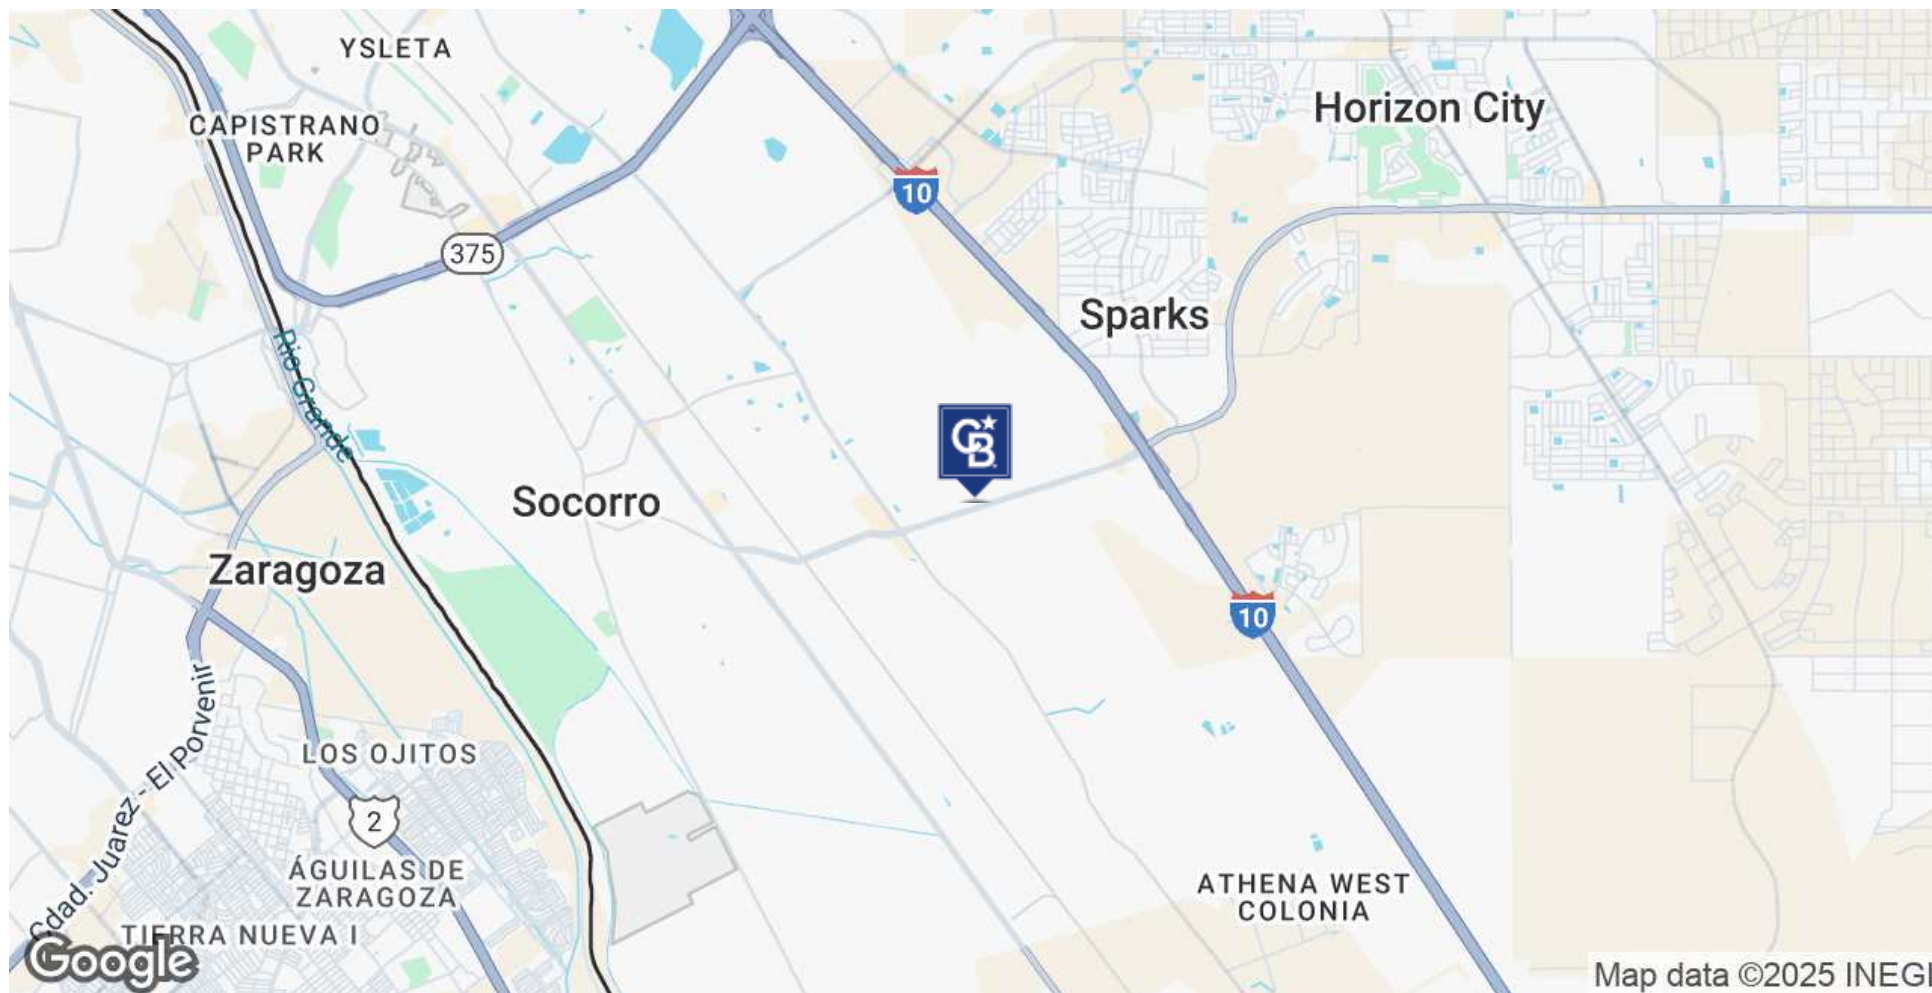 YSLETA
CAPISTRANO
PARK
Horizon City
10
375
Sparks
Rio Grande
CB
Socorro
Zaragoza
10
Cdad. Juarez - El Porvenir
LOS OJITOS
2
ÁGUILAS DE
ZARAGOZA
ATHENA WEST
COLONIA
TIERRA NUEVA I
Google
Map data ©2025 INEGI